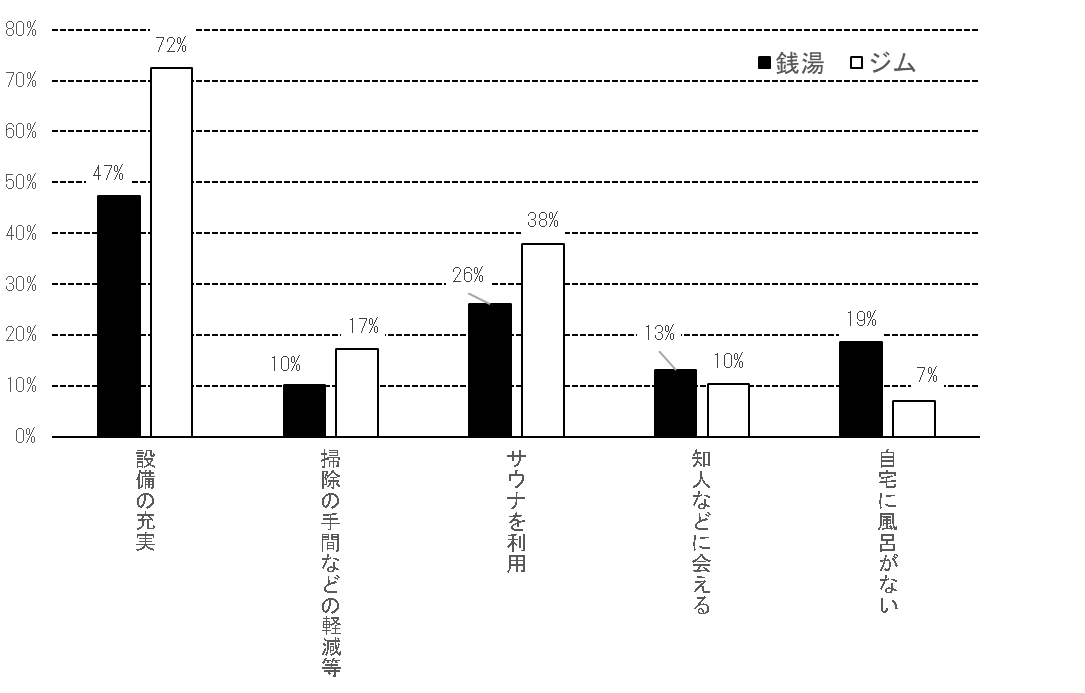 80%
70%
60%
50%
40%
30%
20%
10%
0%
銭湯
ジム
47%
72%
10%
17%
26%
38%
13%
10%
19%
7%
設備の充実
掃除の手間などの軽減等
サウナを利用
知人などに会える
自宅に風呂がない